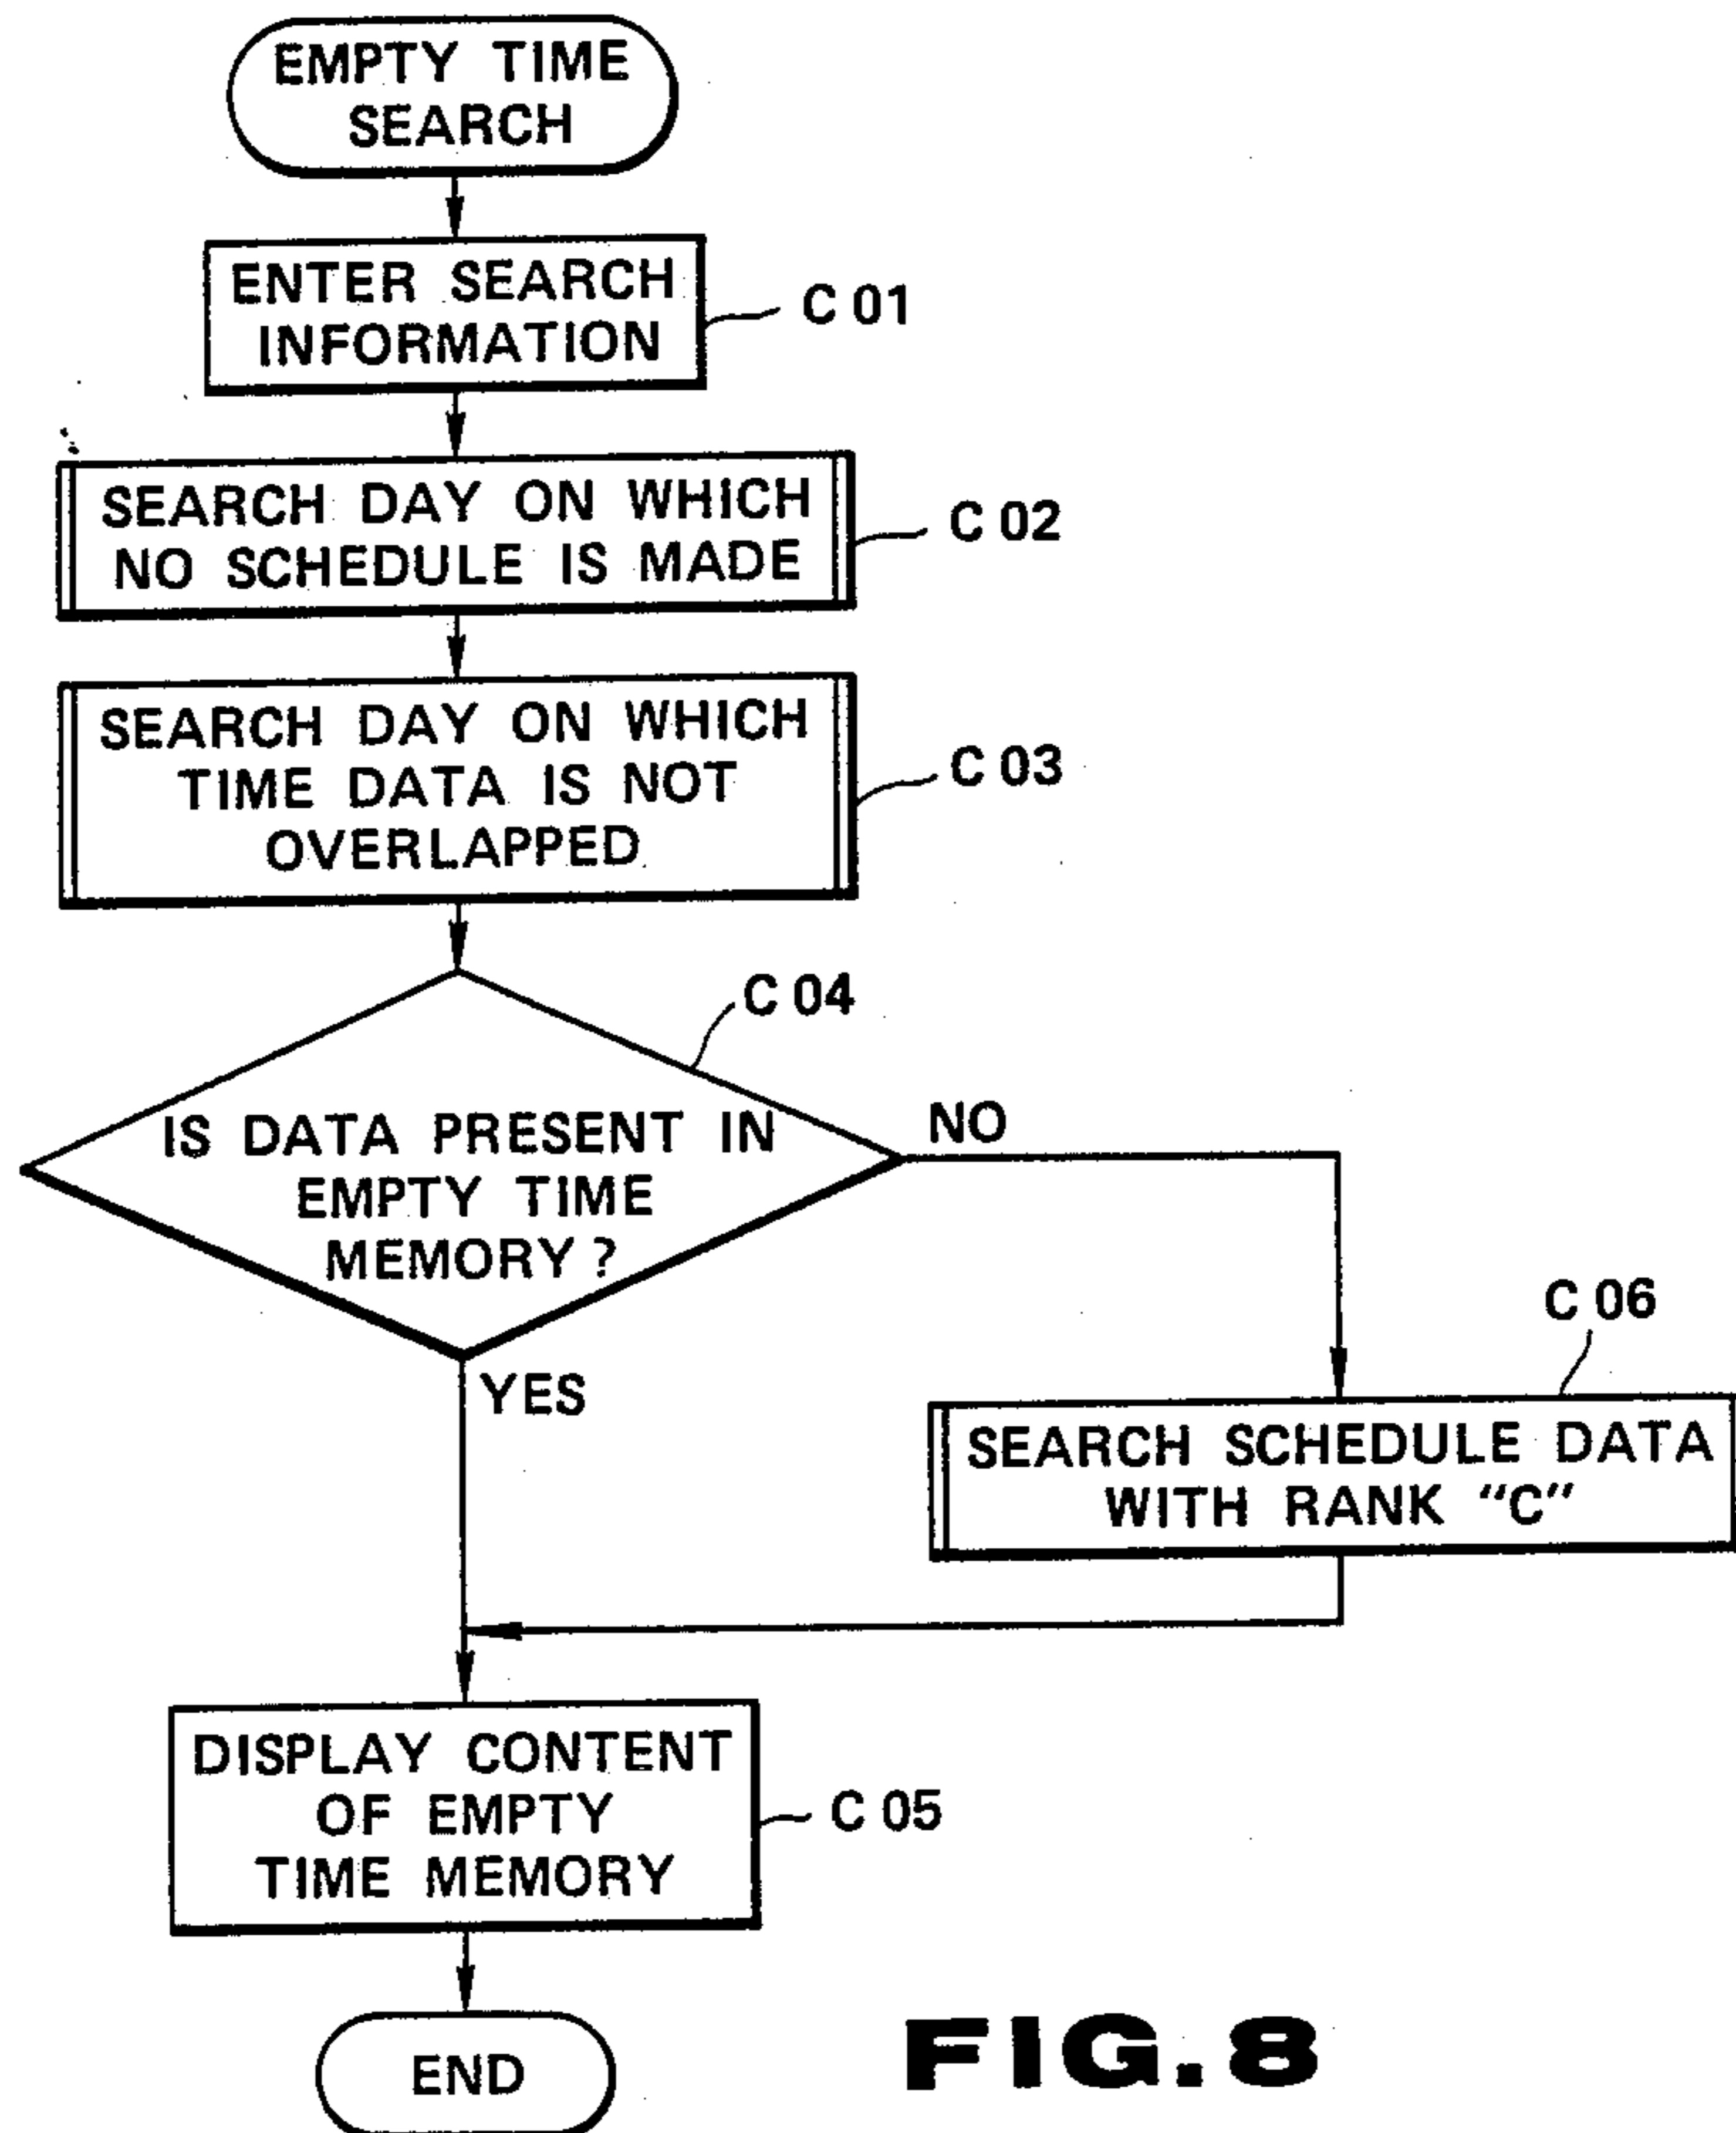 EMPTY TIME
SEARCH
ENTER SEARCH
INFORMATION
C 01
SEARCH DAY ON WHICH
NO SCHEDULE IS MADE
C 02
SEARCH DAY ON WHICH
TIME DATA IS NOT
OVERLAPPED
C 03
C 04
IS DATA PRESENT IN
EMPTY TIME
MEMORY ?
NO
YES
C 06
SEARCH SCHEDULE DATA
WITH RANK "C"
DISPLAY CONTENT
OF EMPTY
TIME MEMORY
C 05
END
FIG.8